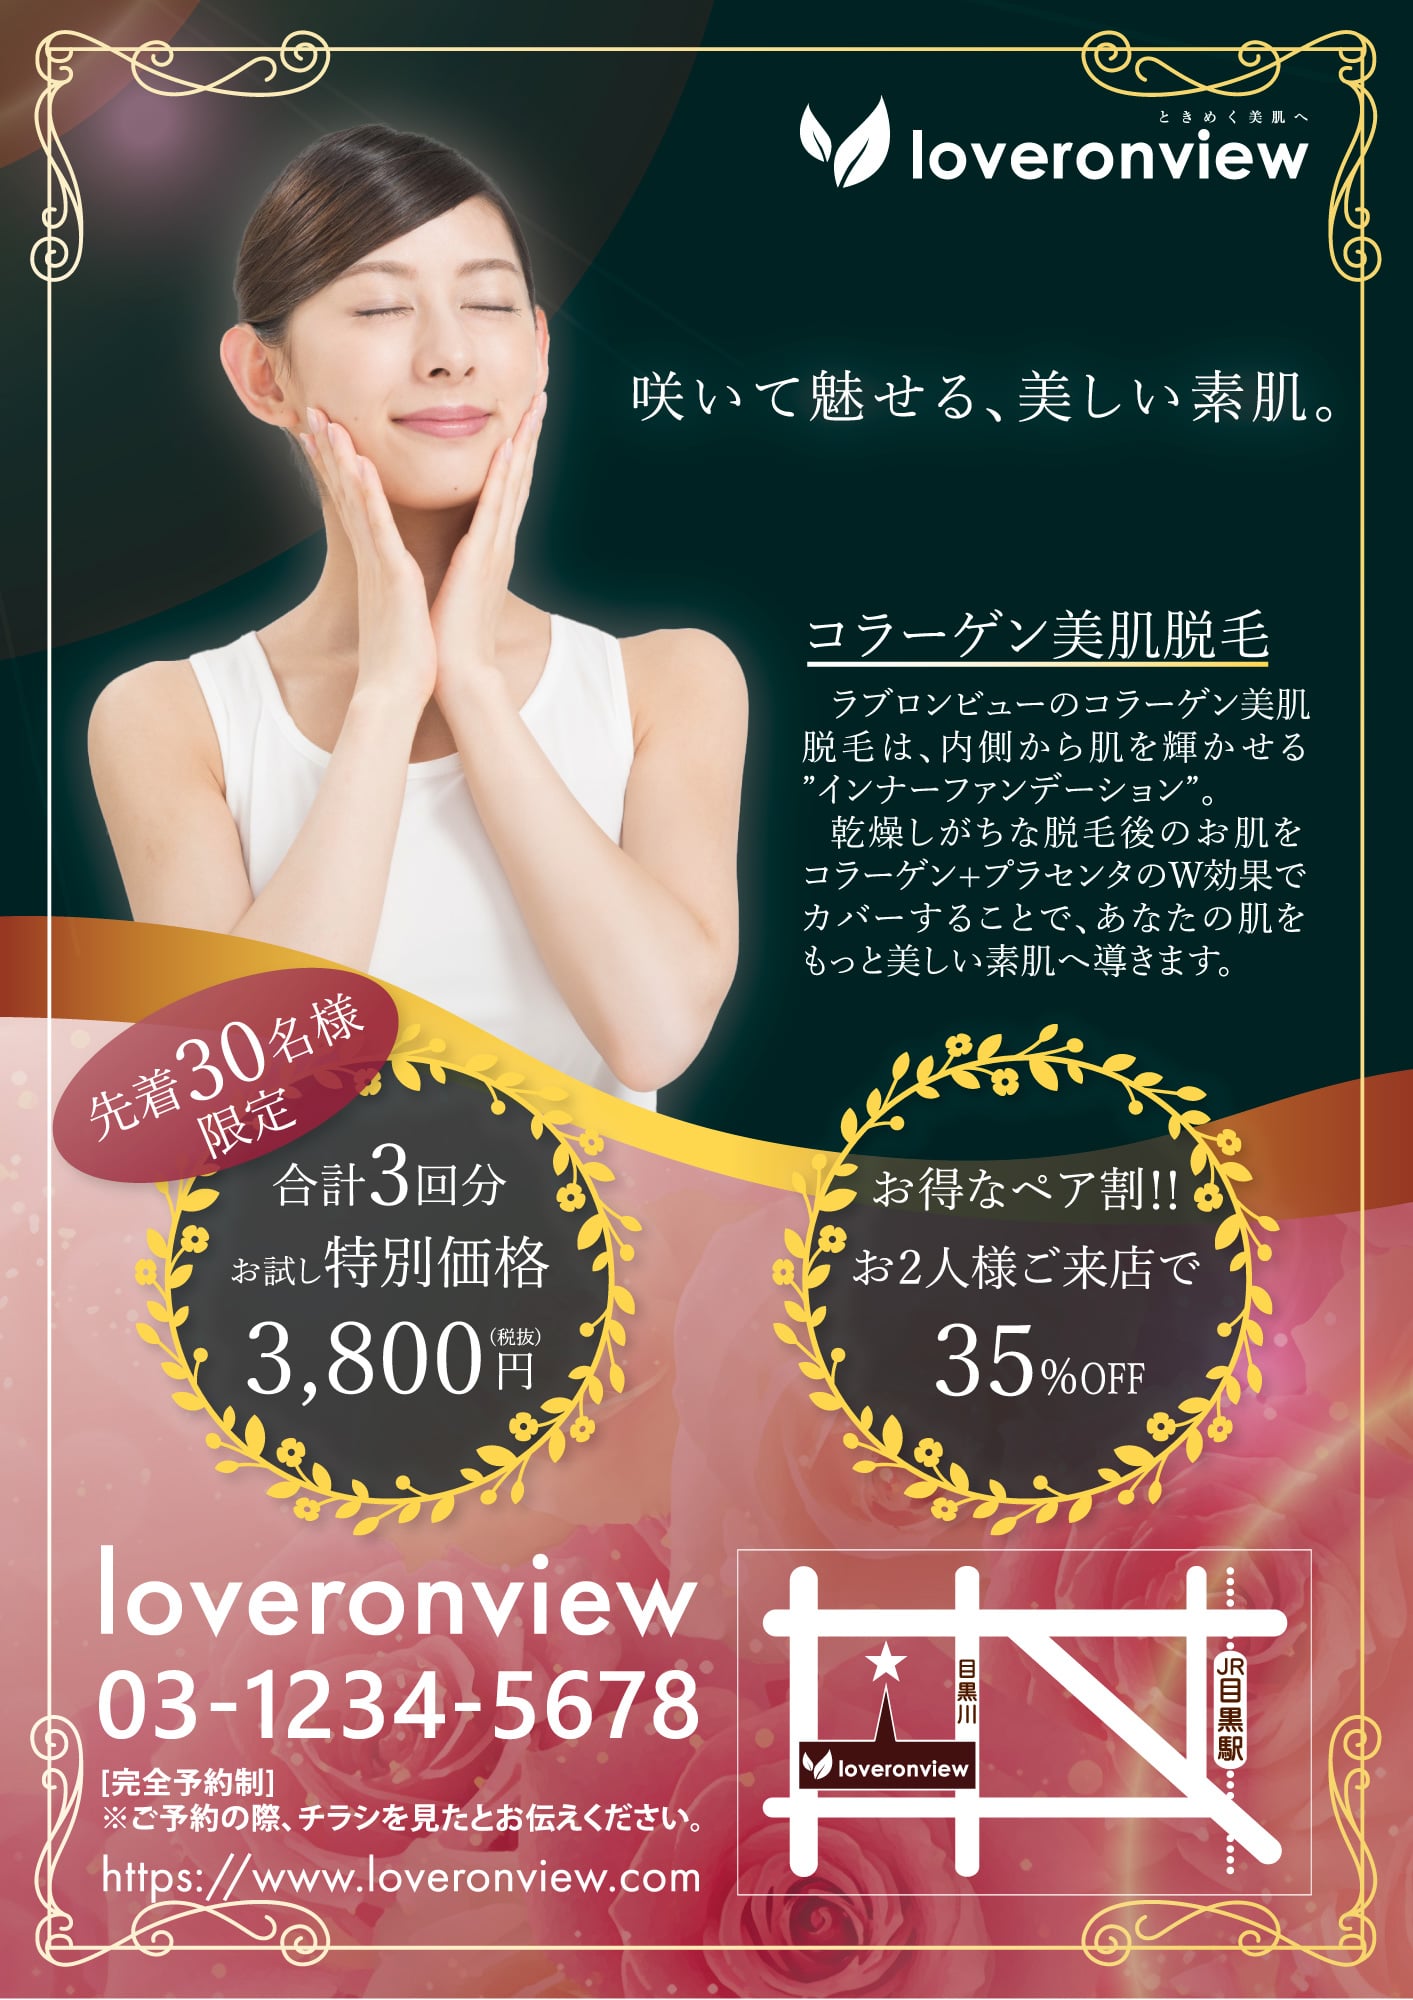 ときめく美肌へ
loveronview
咲いて魅せる、美しい素肌。
コラーゲン美肌脱毛
ラブロンビューのコラーゲン美肌
脱毛は、内側から肌を輝かせる
”インナーファンデーション”。
乾燥しがちな脱毛後のお肌を
コラーゲン+プラセンタのW効果で
カバーすることで、あなたの肌を
もっと美しい素肌へ導きます。
先着30名様
限定
合計3回分
お試し特別価格
3,800円(税抜)
お得なペア割!!
お2人様ご来店で
35%OFF
loveronview
03-1234-5678
[完全予約制]
※ご予約の際、チラシを見たとお伝えください。
https://www.loveronview.com
目黒川
JR目黒駅
loveronview